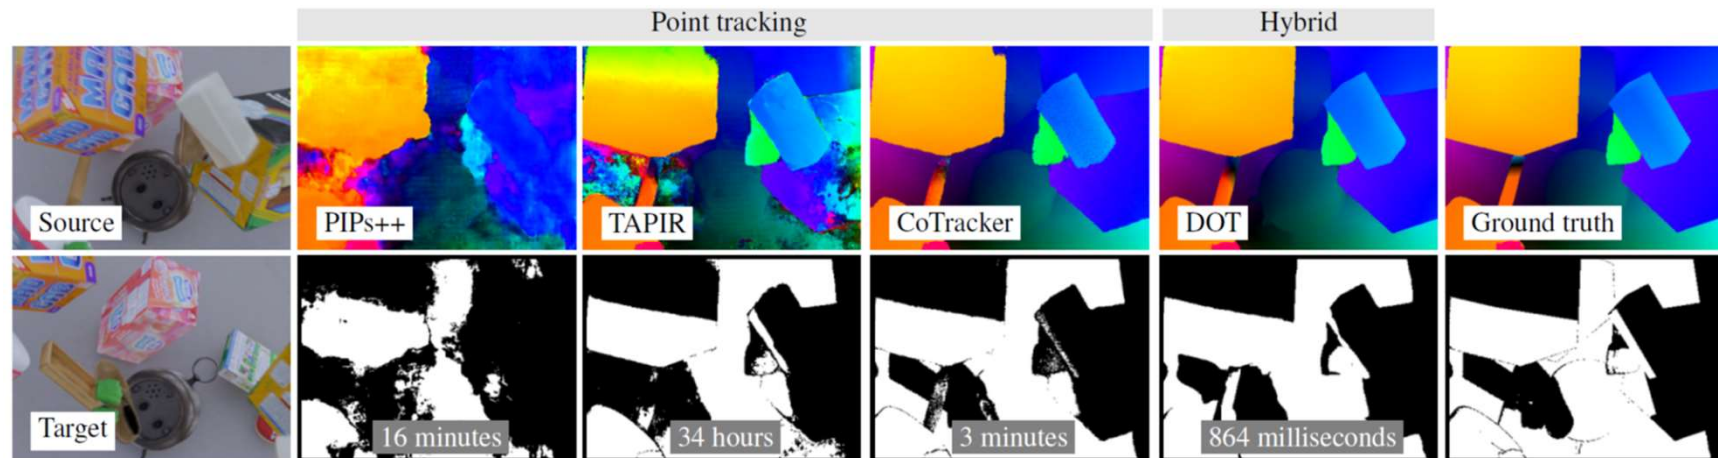 Point tracking
Hybrid
Source
PIPs++
TAPIR
CoTracker
DOT
Ground truth
Target
16 minutes
34 hours
3 minutes
864 milliseconds